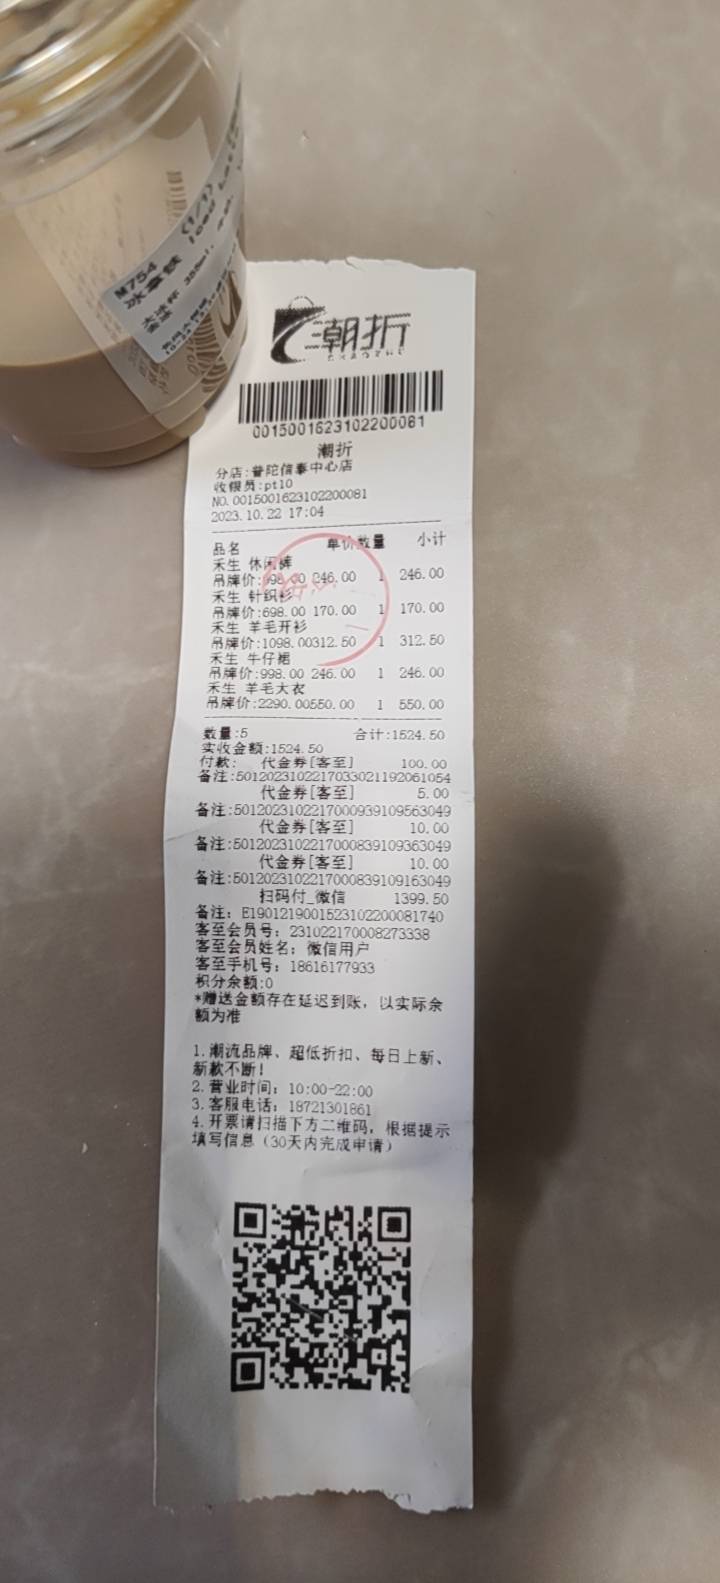 M754
潮折
CHAOZHE
0015001623102200081
潮折
分店:普陀信泰中心店
收银员:pt10
NO.0015001623102200081
2023.10.22 17:04
品名 单价数量 小计
禾生 休闲裤
吊牌价:998.00 246.00 1 246.00
禾生 针织衫
吊牌价:698.00 170.00 1 170.00
禾生 羊毛开衫
吊牌价:1098.00312.50 1 312.50
禾生 牛仔裙
吊牌价:998.00 246.00 1 246.00
禾生 羊毛大衣
吊牌价:2290.00550.00 1 550.00
数量:5 合计:1524.50
实收金额:1524.50
付款: 代金券[客至] 100.00
备注:5012023102217033021192061054
代金券[客至] 5.00
备注:5012023102217000939109563049
代金券[客至] 10.00
备注:5012023102217000839109363049
代金券[客至] 10.00
备注:5012023102217000839109163049
扫码付_微信 1399.50
备注: E1901219001523102200081740
客至会员号: 231022170008273338
客至会员姓名: 微信用户
客至手机号: 18616177933
积分余额:0
*赠送金额存在延迟到账, 以实际余
额为准
1.潮流品牌、超低折扣、每日上新、
新款不断!
2.营业时间: 10:00-22:00
3.客服电话: 18721301861
4.开票请扫描下方二维码, 根据提示
填写信息 (30天内完成申请)